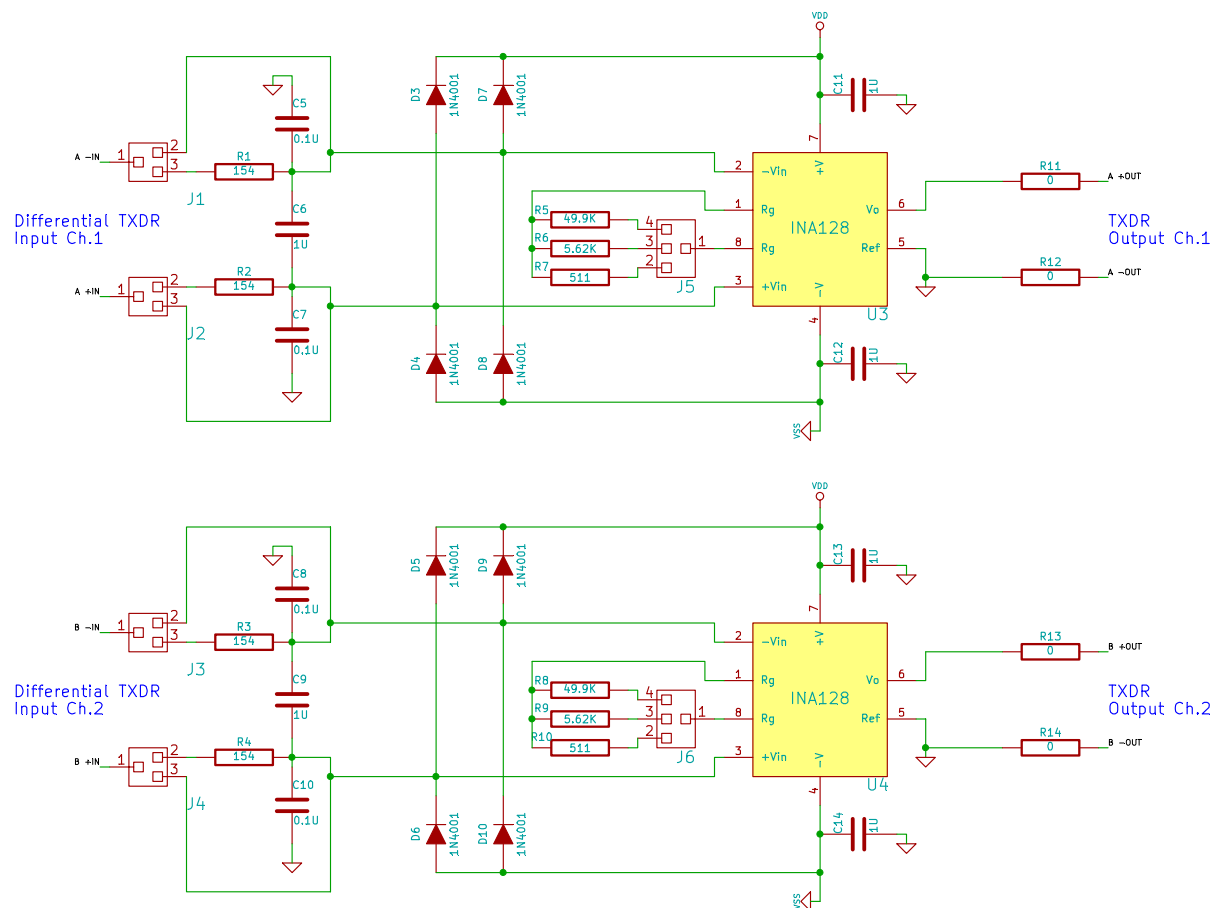 VDD
D3
1N4001
D7
1N4001
C11
1U
C5
0.1U
7
+V
A -IN
1
2
3
J1
R1
154
2
-Vin
R11
0
A +OUT
Differential TXDR
Input Ch.1
C6
1U
R5
49.9K
R6
5.62K
R7
511
4
3
2
1
J5
1
Rg
8
Rg
INA128
Vo
6
Ref
5
TXDR
Output Ch.1
R12
0
A -OUT
A +IN
1
2
3
J2
R2
154
3
+Vin
-V
4
U3
C7
0.1U
D4
1N4001
D8
1N4001
C12
1U
VSS
VDD
D5
1N4001
D9
1N4001
C13
1U
C8
0.1U
7
+V
B -IN
1
2
3
J3
R3
154
2
-Vin
R13
0
B +OUT
Differential TXDR
Input Ch.2
C9
1U
R8
49.9K
R9
5.62K
R10
511
4
3
2
1
J6
1
Rg
8
Rg
INA128
Vo
6
Ref
5
TXDR
Output Ch.2
R14
0
B -OUT
B +IN
1
2
3
J4
R4
154
3
+Vin
-V
4
U4
C10
0.1U
D6
1N4001
D10
1N4001
C14
1U
VSS